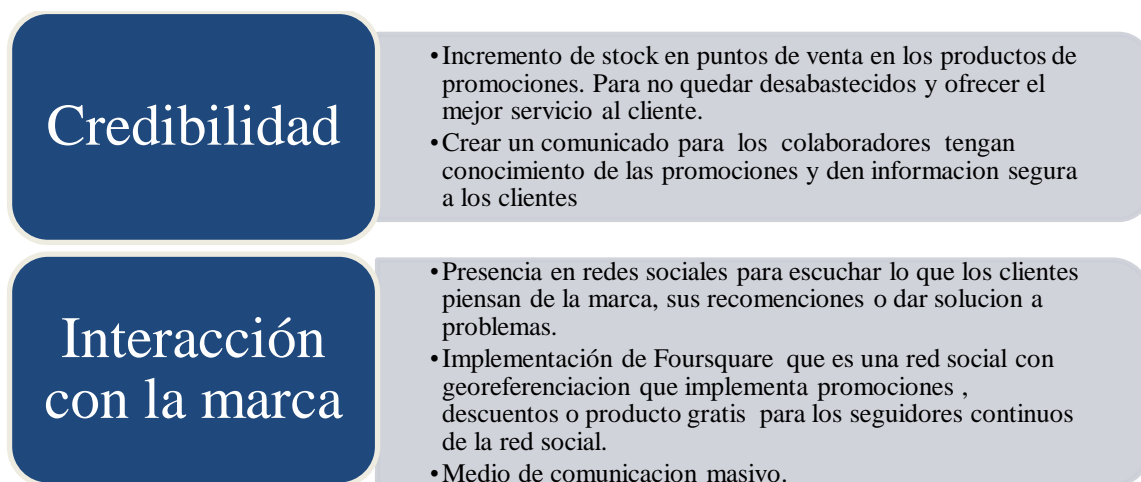 Credibilidad
•Incremento de stock en puntos de venta en los productos de
promociones. Para no quedar desabastecidos y ofrecer el
mejor servicio al cliente.
•Crear un comunicado para los colaboradores tengan
conocimiento de las promociones y den informacion segura
a los clientes
Interacción
con la marca
•Presencia en redes sociales para escuchar lo que los clientes
piensan de la marca, sus recomenciones o dar solucion a
problemas.
•Implementación de Foursquare que es una red social con
georeferenciacion que implementa promociones ,
descuentos o producto gratis para los seguidores continuos
de la red social.
•Medio de comunicacion masivo.